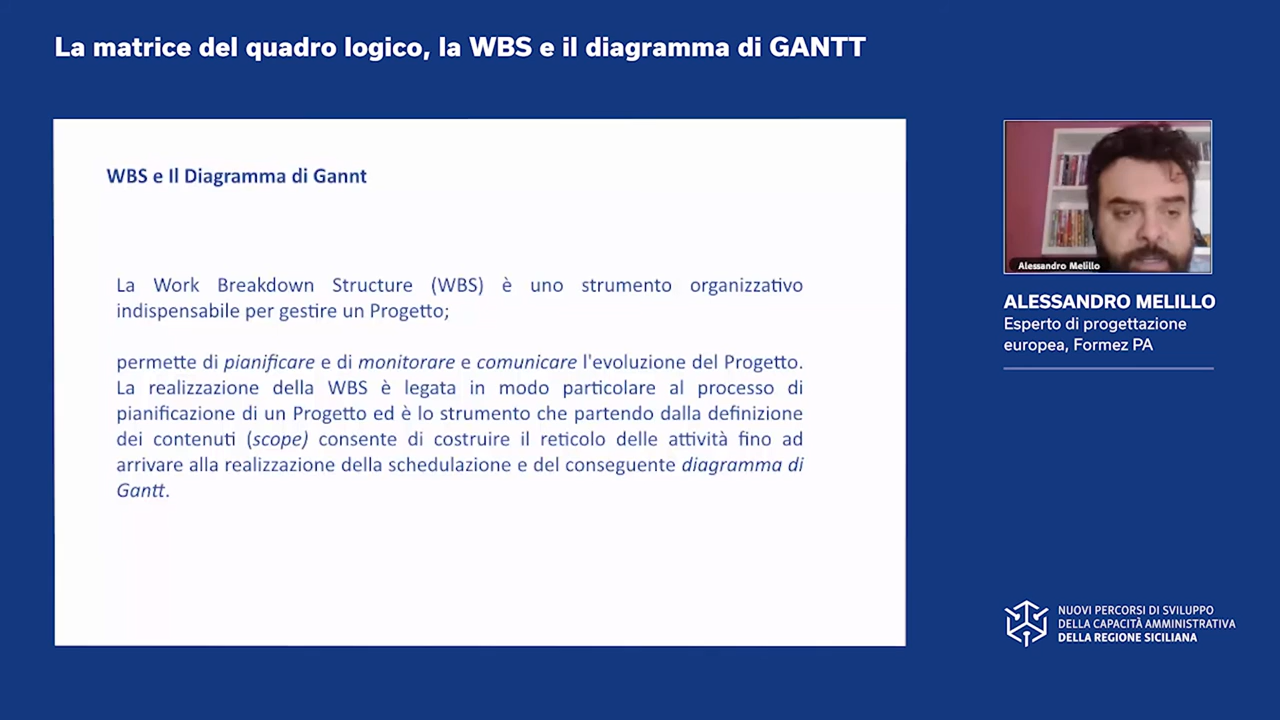 La matrice del quadro logico, la WBS e il diagramma di GANTT
WBS e Il Diagramma di Gannt
La Work Breakdown Structure (WBS) è uno strumento organizzativo
indispensabile per gestire un Progetto;
permette di pianificare e di monitorare e comunicare l'evoluzione del Progetto.
La realizzazione della WBS è legata in modo particolare al processo di
pianificazione di un Progetto ed è lo strumento che partendo dalla definizione
dei contenuti (scope) consente di costruire il reticolo delle attività fino ad
arrivare alla realizzazione della schedulazione e del conseguente diagramma di
Gantt.
Alessandro Melillo
ALESSANDRO MELILLO
Esperto di progettazione
europea, Formez PA
NUOVI PERCORSI DI SVILUPPO
DELLA CAPACITÀ AMMINISTRATIVA
DELLA REGIONE SICILIANA